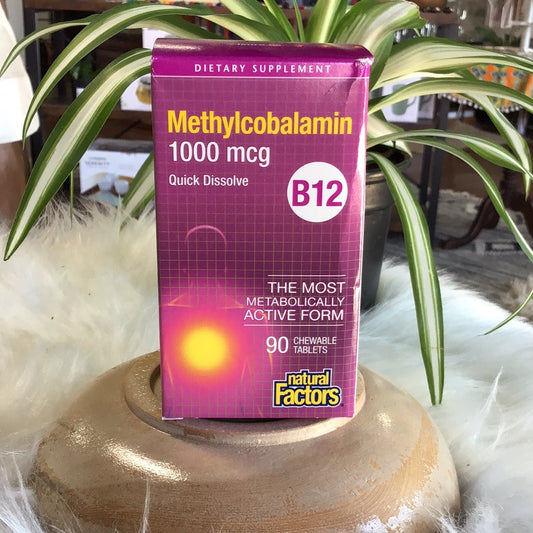 DIETARY SUPPLEMENT
Methylcobalamin
1000 mcg
Quick Dissolve
B12
THE MOST
METABOLICALLY
ACTIVE FORM
90 CHEWABLE
TABLETS
natural
Factors